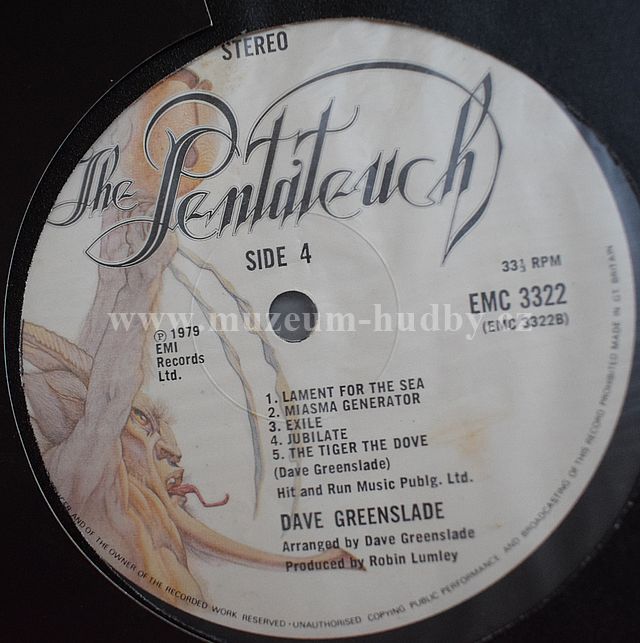 STEREO
The Pentateuch
SIDE 4
33⅓ RPM
EMC 3322
(EMC 3322B)
www.muzeum-hudby.cz
℗ 1979
EMI
Records
Ltd.
1. LAMENT FOR THE SEA
2. MIASMA GENERATOR
3. EXILE
4. JUBILATE
5. THE TIGER THE DOVE
(Dave Greenslade)
Hit and Run Music Publg. Ltd.
DAVE GREENSLADE
Arranged by Dave Greenslade
Produced by Robin Lumley
AND OF THE OWNER OF THE RECORDED WORK RESERVED · UNAUTHORISED COPYING PUBLIC PERFORMANCE AND BROADCASTING OF THIS RECORD PROHIBITED MADE IN GT. BRITAIN